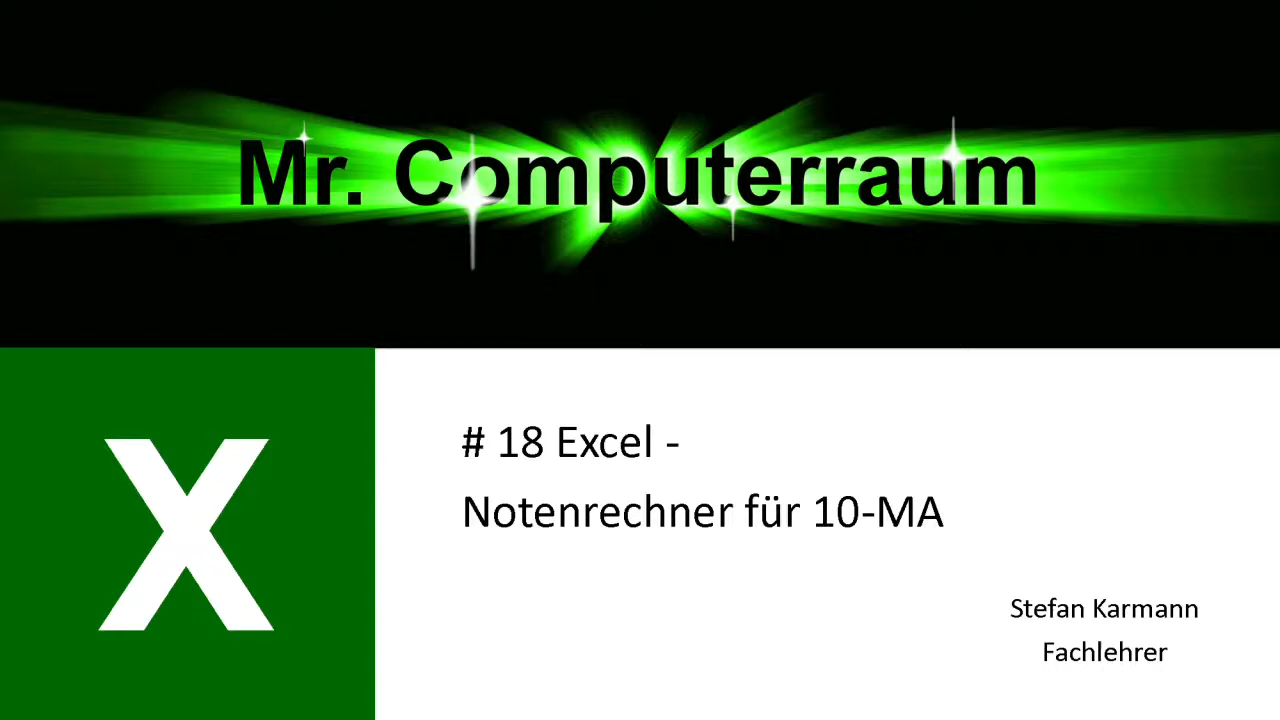 Mr. Computerraum
X
# 18 Excel -
Notenrechner für 10-MA
Stefan Karmann
Fachlehrer